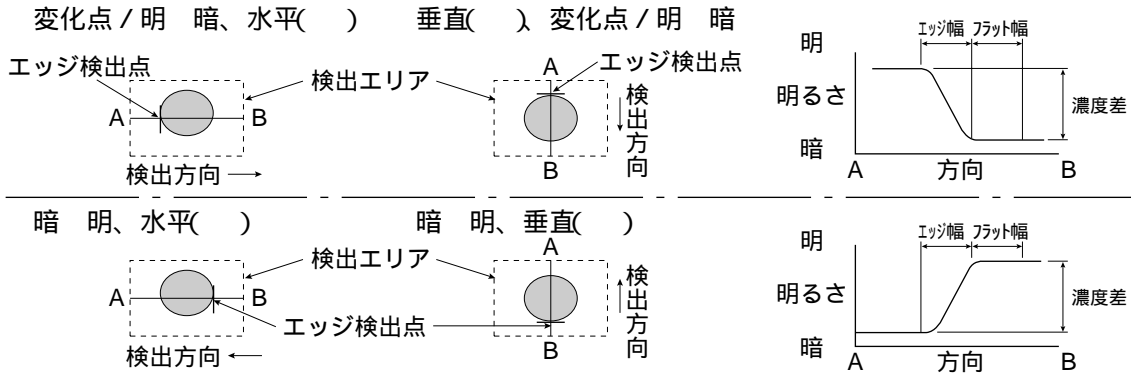 変化点 / 明　暗、水平(　　)　　垂直(　　)、変化点 / 明　暗
エッジ検出点
検出エリア
A
B
検出方向
A
エッジ検出点
検出方向
B
明
明るさ
暗
エッジ幅 フラット幅
濃度差
A 方向 B
暗　明、水平(　　)　　暗　明、垂直(　　)
検出エリア
A
B
エッジ検出点
検出方向
A
検出方向
B
明
明るさ
暗
エッジ幅 フラット幅
濃度差
A 方向 B